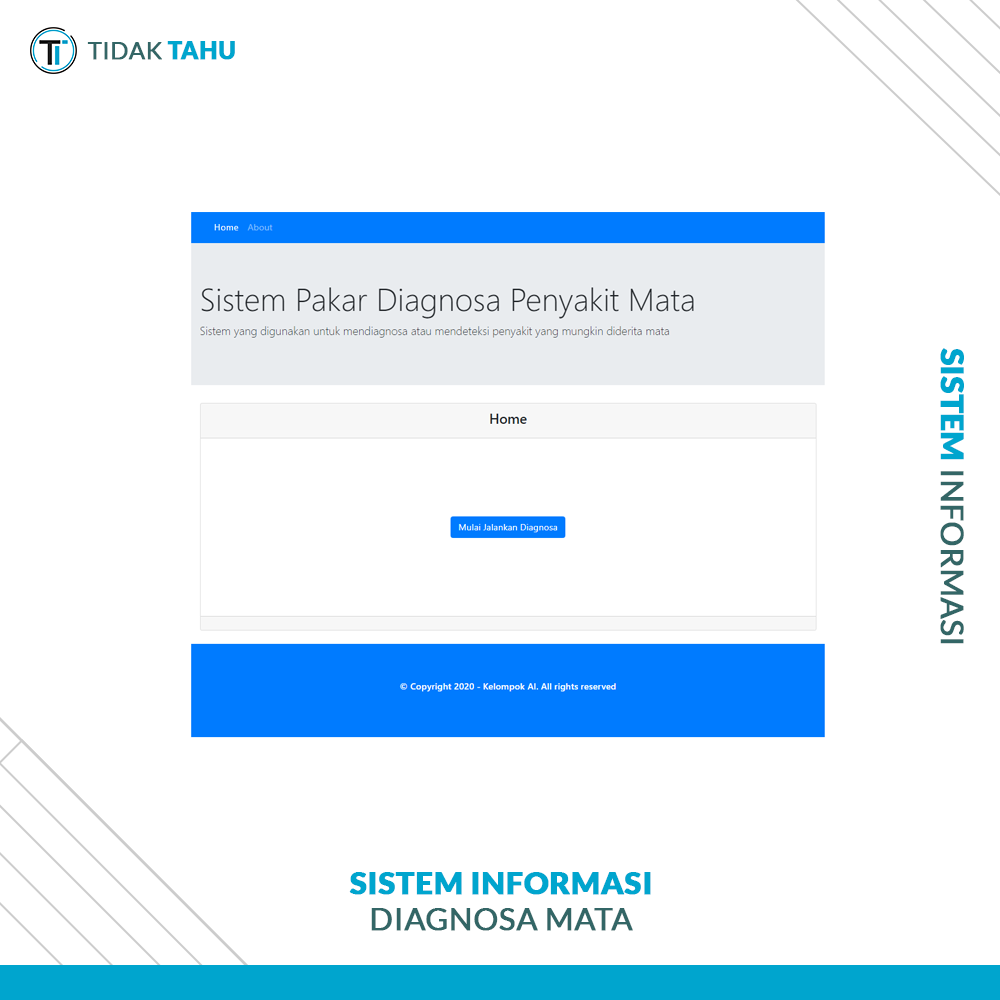 TIDAK TAHU
Home About
Sistem Pakar Diagnosa Penyakit Mata
Sistem yang digunakan untuk mendiagnosa atau mendeteksi penyakit yang mungkin diderita mata
Home
Mulai Jalankan Diagnosa
© Copyright 2020 - Kelompok AI. All rights reserved
SISTEM INFORMASI
SISTEM INFORMASI
DIAGNOSA MATA